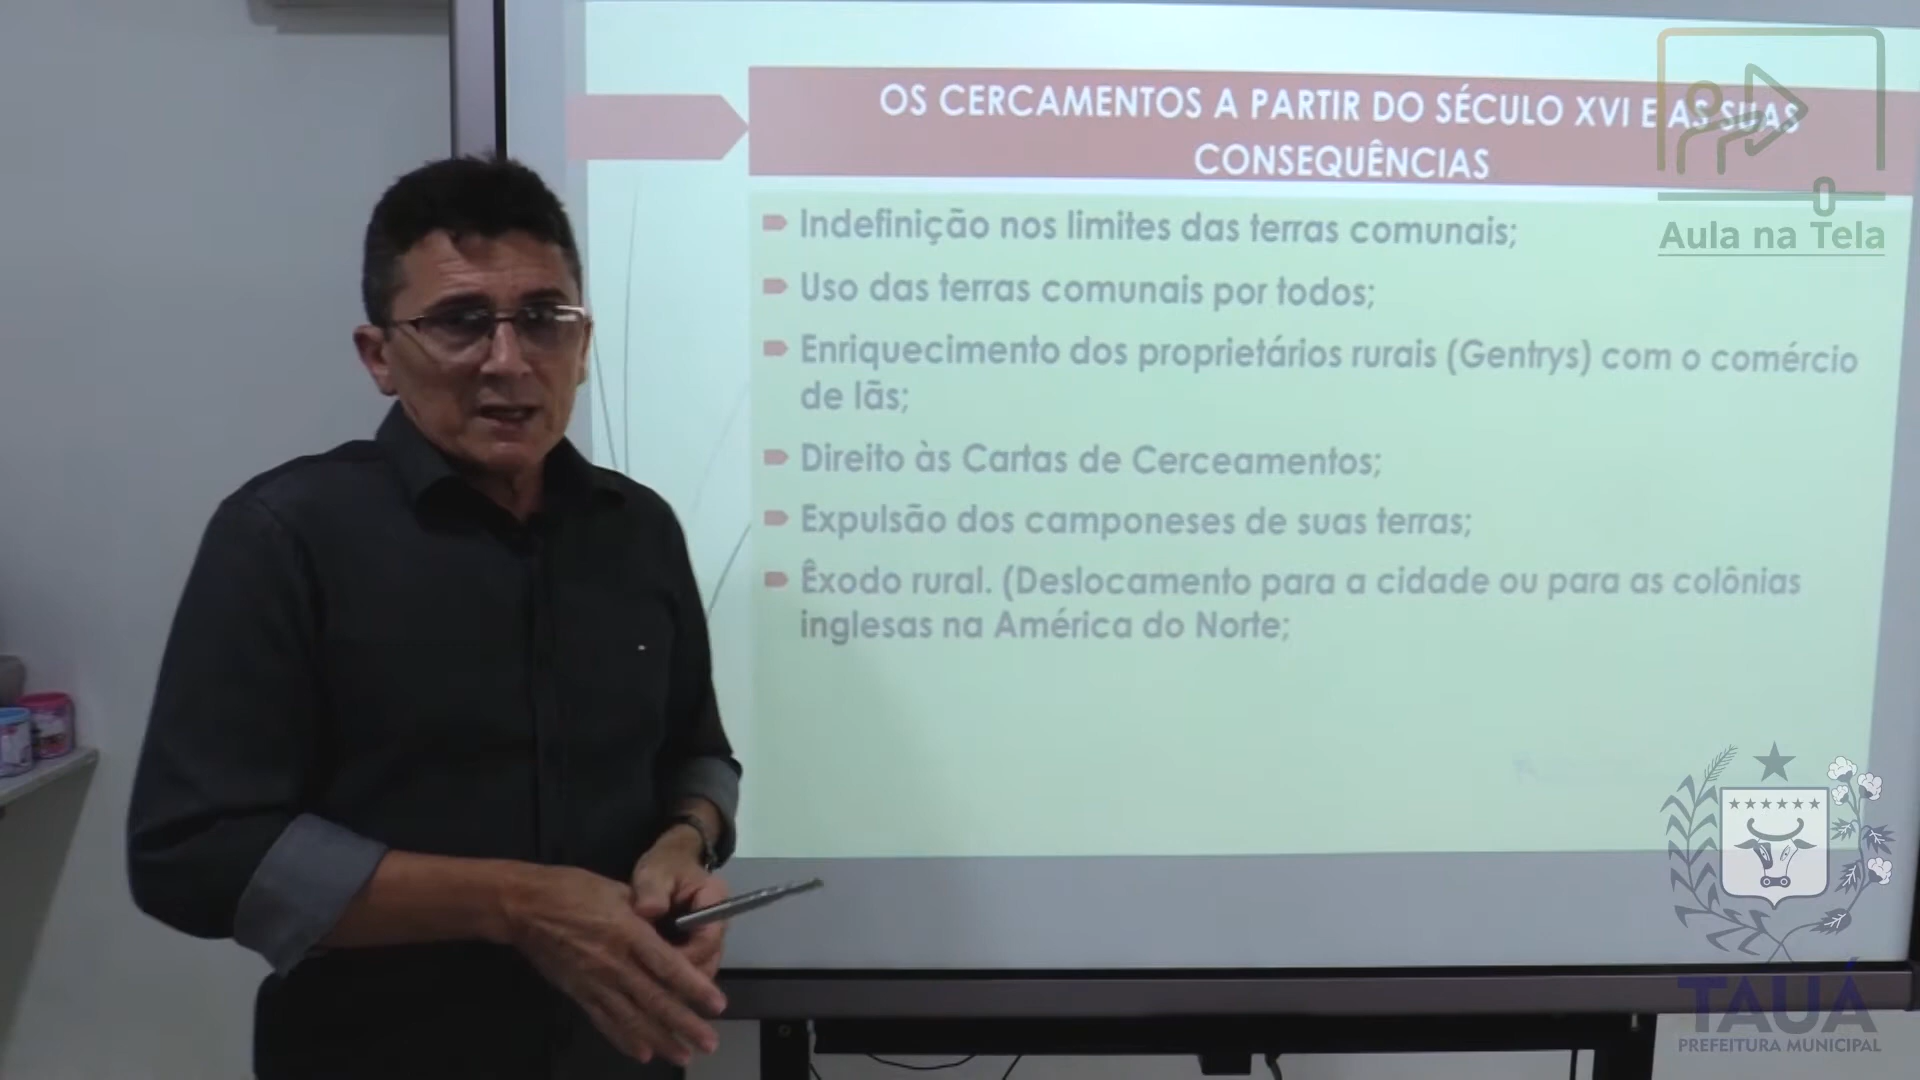 OS CERCAMENTOS A PARTIR DO SÉCULO XVI E AS SUAS
CONSEQUÊNCIAS
Indefinição nos limites das terras comunais;
Uso das terras comunais por todos;
Enriquecimento dos proprietários rurais (Gentrys) com o comércio
de lãs;
Direito às Cartas de Cerceamentos;
Expulsão dos camponeses de suas terras;
Êxodo rural. (Deslocamento para a cidade ou para as colônias
inglesas na América do Norte;
Aula na Tela
TAUÁ
PREFEITURA MUNICIPAL